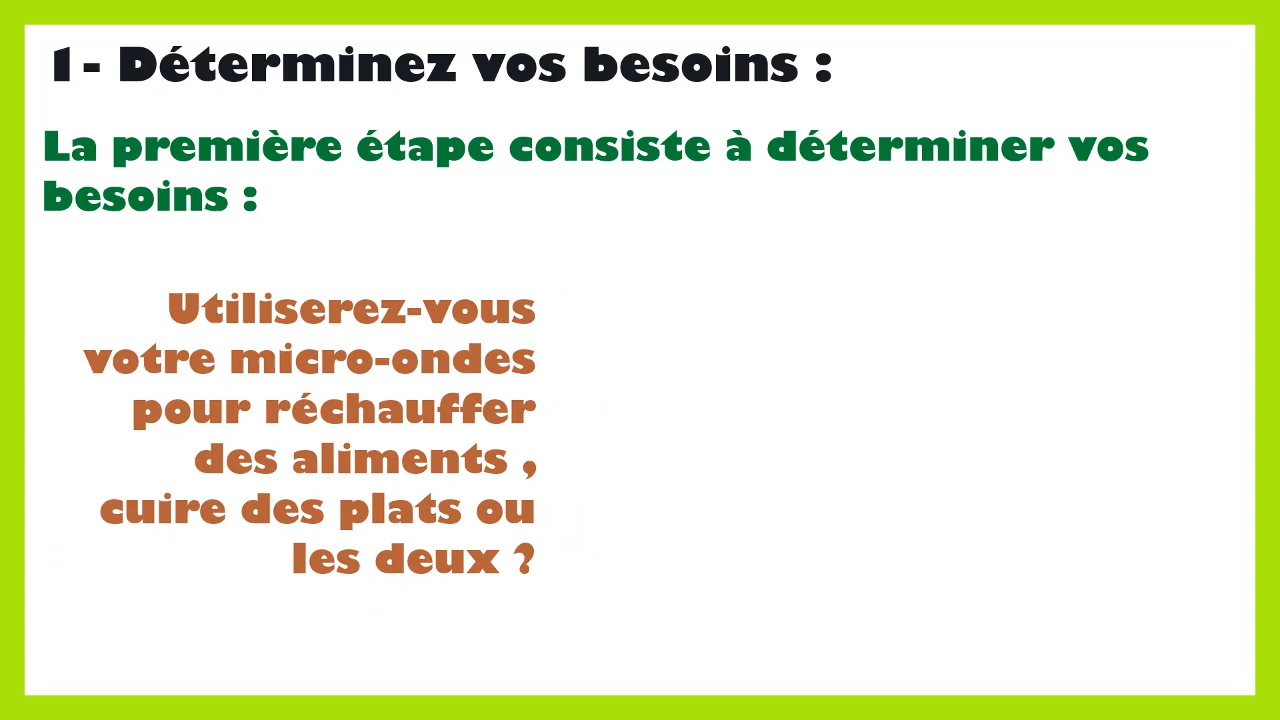 1- Déterminez vos besoins :
La première étape consiste à déterminer vos
besoins :
Utiliserez-vous
votre micro-ondes
pour réchauffer
des aliments ,
cuire des plats ou
les deux ?